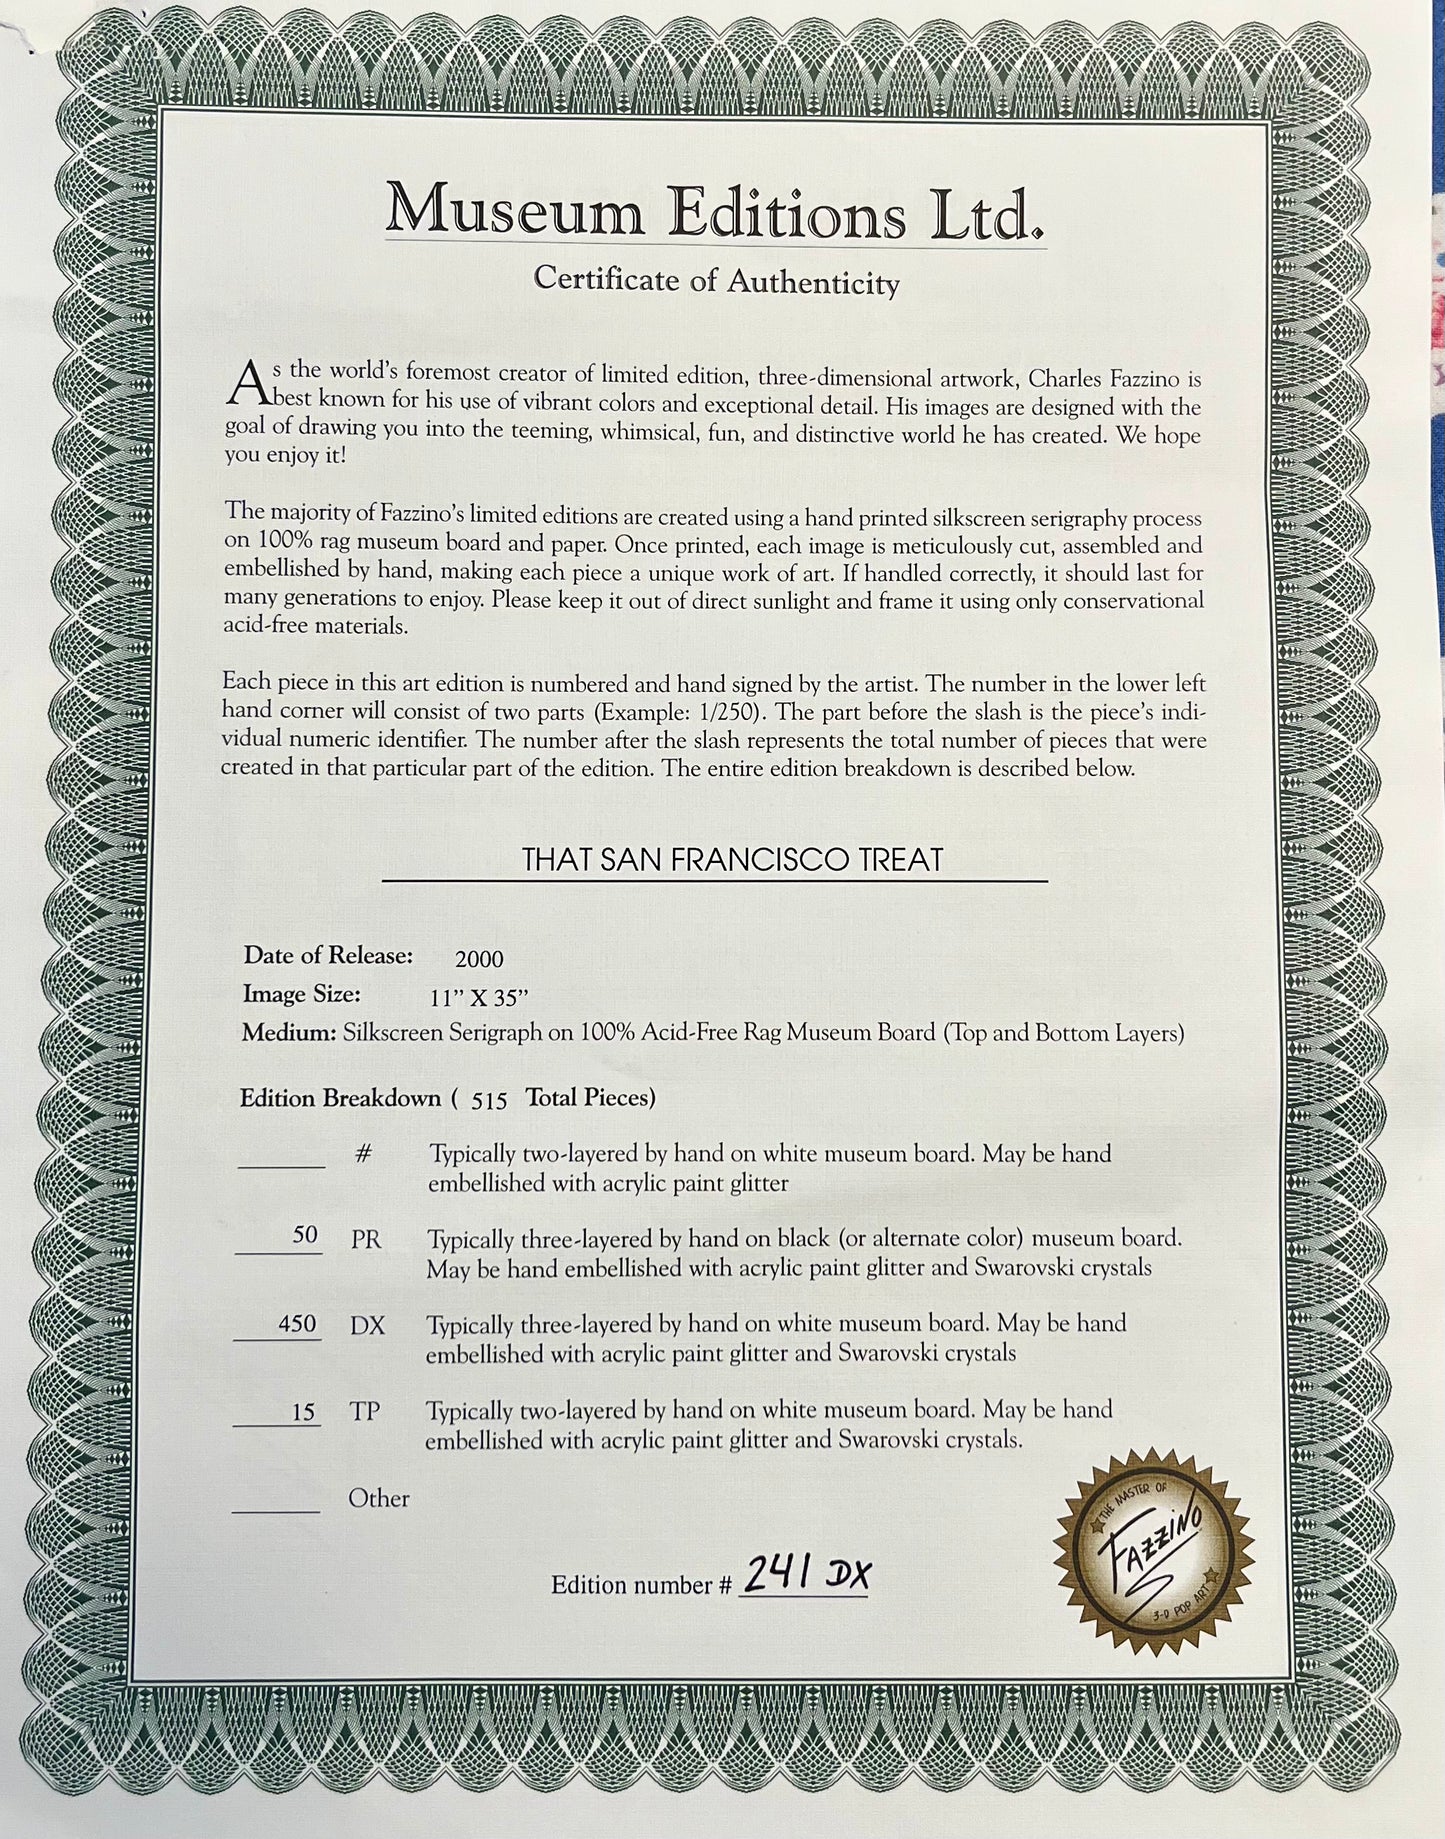 Museum Editions Ltd.
Certificate of Authenticity
As the world's foremost creator of limited edition, three-dimensional artwork, Charles Fazzino is
best known for his use of vibrant colors and exceptional detail. His images are designed with the
goal of drawing you into the teeming, whimsical, fun, and distinctive world he has created. We hope
you enjoy it!
The majority of Fazzino's limited editions are created using a hand printed silkscreen serigraphy process
on 100% rag museum board and paper. Once printed, each image is meticulously cut, assembled and
embellished by hand, making each piece a unique work of art. If handled correctly, it should last for
many generations to enjoy. Please keep it out of direct sunlight and frame it using only conservational
acid-free materials.
Each piece in this art edition is numbered and hand signed by the artist. The number in the lower left
hand corner will consist of two parts (Example: 1/250). The part before the slash is the piece's indi-
vidual numeric identifier. The number after the slash represents the total number of pieces that were
created in that particular part of the edition. The entire edition breakdown is described below.
THAT SAN FRANCISCO TREAT
Date of Release: 2000
Image Size: 11” X 35”
Medium: Silkscreen Serigraph on 100% Acid-Free Rag Museum Board (Top and Bottom Layers)
Edition Breakdown ( 515 Total Pieces)
# Typically two-layered by hand on white museum board. May be hand
embellished with acrylic paint glitter
50 PR Typically three-layered by hand on black (or alternate color) museum board.
May be hand embellished with acrylic paint glitter and Swarovski crystals
450 DX Typically three-layered by hand on white museum board. May be hand
embellished with acrylic paint glitter and Swarovski crystals
15 TP Typically two-layered by hand on white museum board. May be hand
embellished with acrylic paint glitter and Swarovski crystals.
Other
Edition number # 241 DX
THE MASTER OF
FAZZINO
3-D POP ART